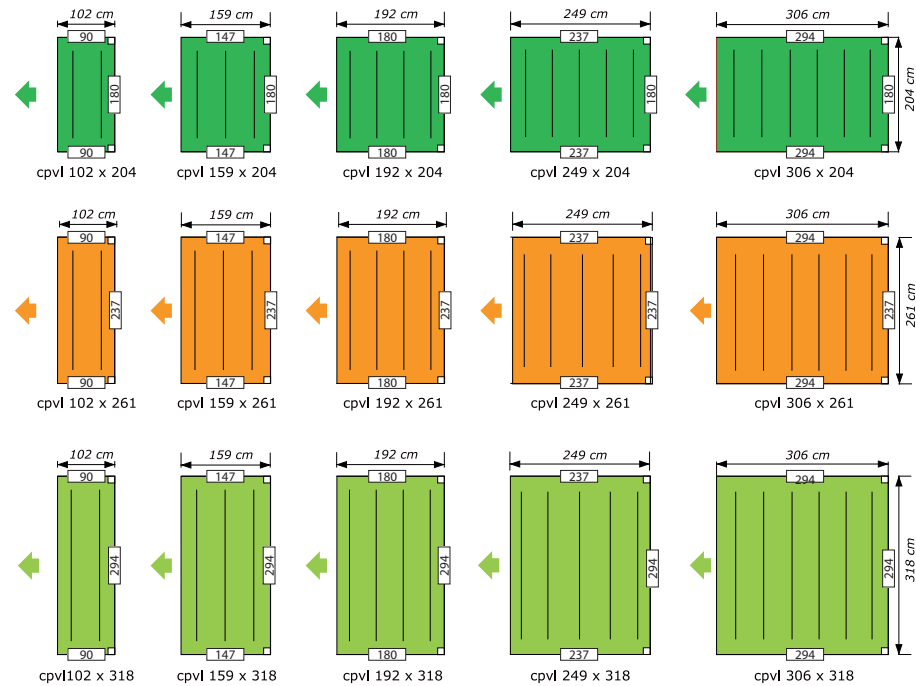 102 cm 159 cm 192 cm 249 cm 306 cm
90 147 180 237 294
180 180 180 180 180 204 cm
90 147 180 237 294
cpvl 102 x 204 cpvl 159 x 204 cpvl 192 x 204 cpvl 249 x 204 cpvl 306 x 204
102 cm 159 cm 192 cm 249 cm 306 cm
90 147 180 237 294
237 237 237 237 237 261 cm
90 147 180 237 294
cpvl 102 x 261 cpvl 159 x 261 cpvl 192 x 261 cpvl 249 x 261 cpvl 306 x 261
102 cm 159 cm 192 cm 249 cm 306 cm
90 147 180 237 294
294 294 294 294 294 318 cm
90 147 180 237 294
cpvl102 x 318 cpvl 159 x 318 cpvl 192 x 318 cpvl 249 x 318 cpvl 306 x 318